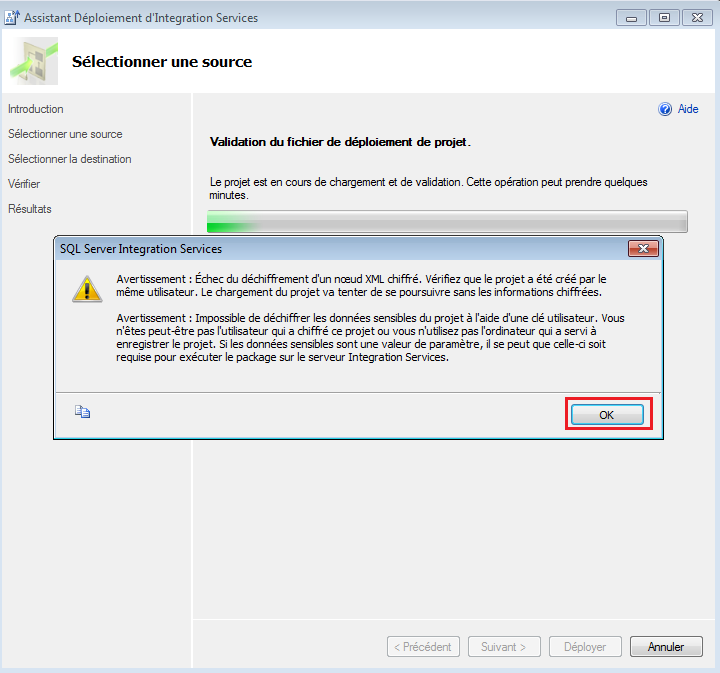 Assistant Déploiement d'Integration Services
Sélectionner une source
Introduction
Sélectionner une source
Sélectionner la destination
Vérifier
Résultats
Aide
Validation du fichier de déploiement de projet.
Le projet est en cours de chargement et de validation. Cette opération peut prendre quelques
minutes.
SQL Server Integration Services
Avertissement : Échec du déchiffrement d'un nœud XML chiffré. Vérifiez que le projet a été créé par le
même utilisateur. Le chargement du projet va tenter de se poursuivre sans les informations chiffrées.
Avertissement : Impossible de déchiffrer les données sensibles du projet à l'aide d'une clé utilisateur. Vous
n'êtes peut-être pas l'utilisateur qui a chiffré ce projet ou vous n'utilisez pas l'ordinateur qui a servi à
enregistrer le projet. Si les données sensibles sont une valeur de paramètre, il se peut que celle-ci soit
requise pour exécuter le package sur le serveur Integration Services.
OK
< Précédent
Suivant >
Déployer
Annuler